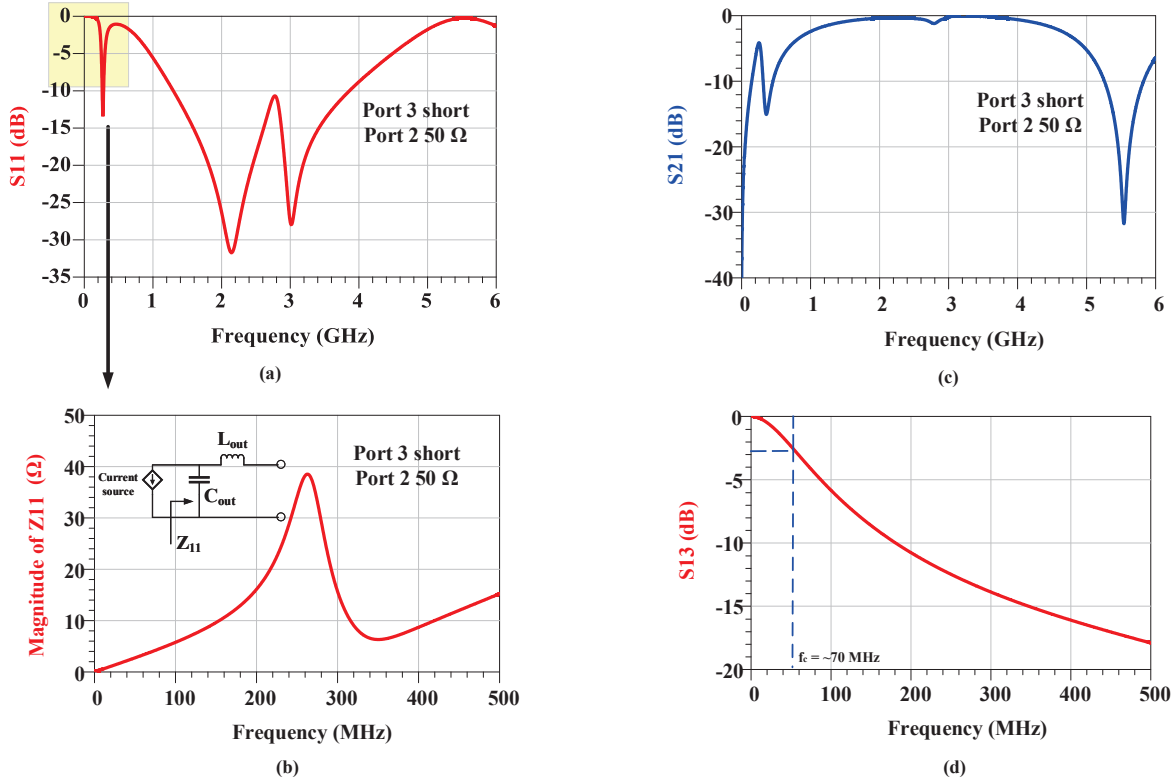 0
-5
-10
-15
-20
-25
-30
-35
S11 (dB)
Port 3 short
Port 2 50 Ω
0 1 2 3 4 5 6
Frequency (GHz)
(a)
0
-10
-20
-30
-40
S21 (dB)
Port 3 short
Port 2 50 Ω
0 1 2 3 4 5 6
Frequency (GHz)
(c)
50
40
30
20
10
0
Magnitude of Z11 (Ω)
Lout
Current
source
Cout
Z11
Port 3 short
Port 2 50 Ω
0 100 200 300 400 500
Frequency (MHz)
(b)
0
-5
-10
-15
-20
S13 (dB)
fc = ~70 MHz
0 100 200 300 400 500
Frequency (MHz)
(d)